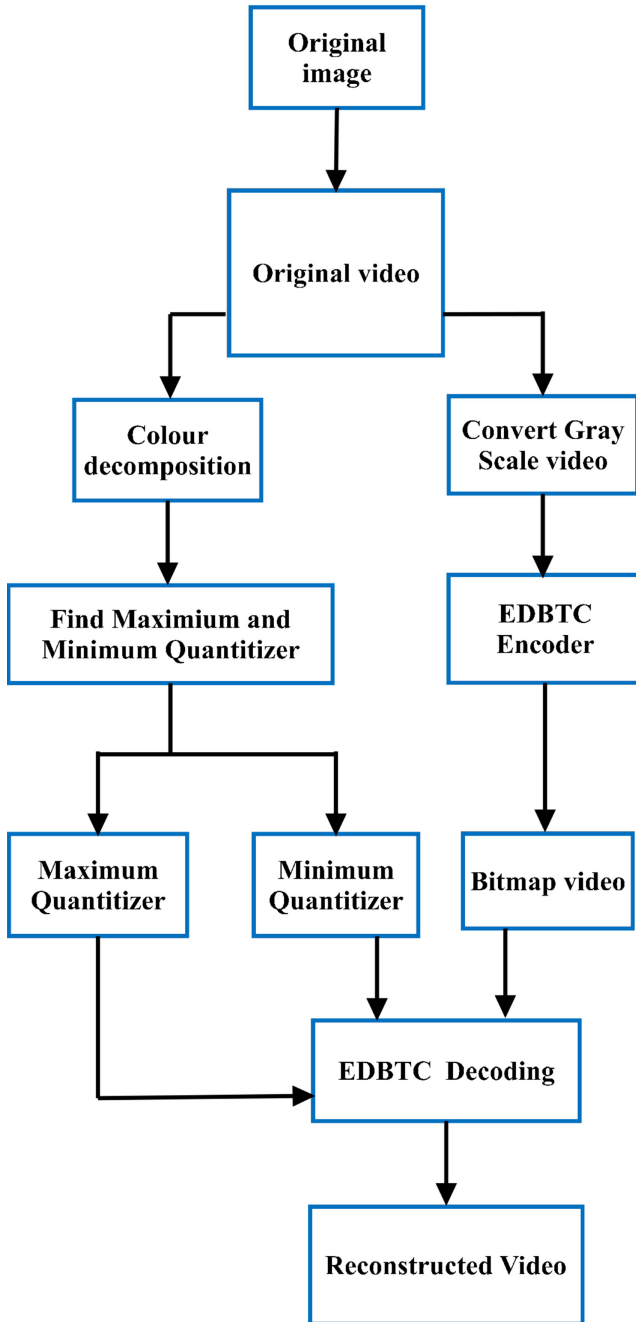 Original
image
Original video
Colour
decomposition
Convert Gray
Scale video
Find Maximium and
Minimum Quantitizer
EDBTC
Encoder
Maximum
Quantitizer
Minimum
Quantitizer
Bitmap video
EDBTC Decoding
Reconstructed Video